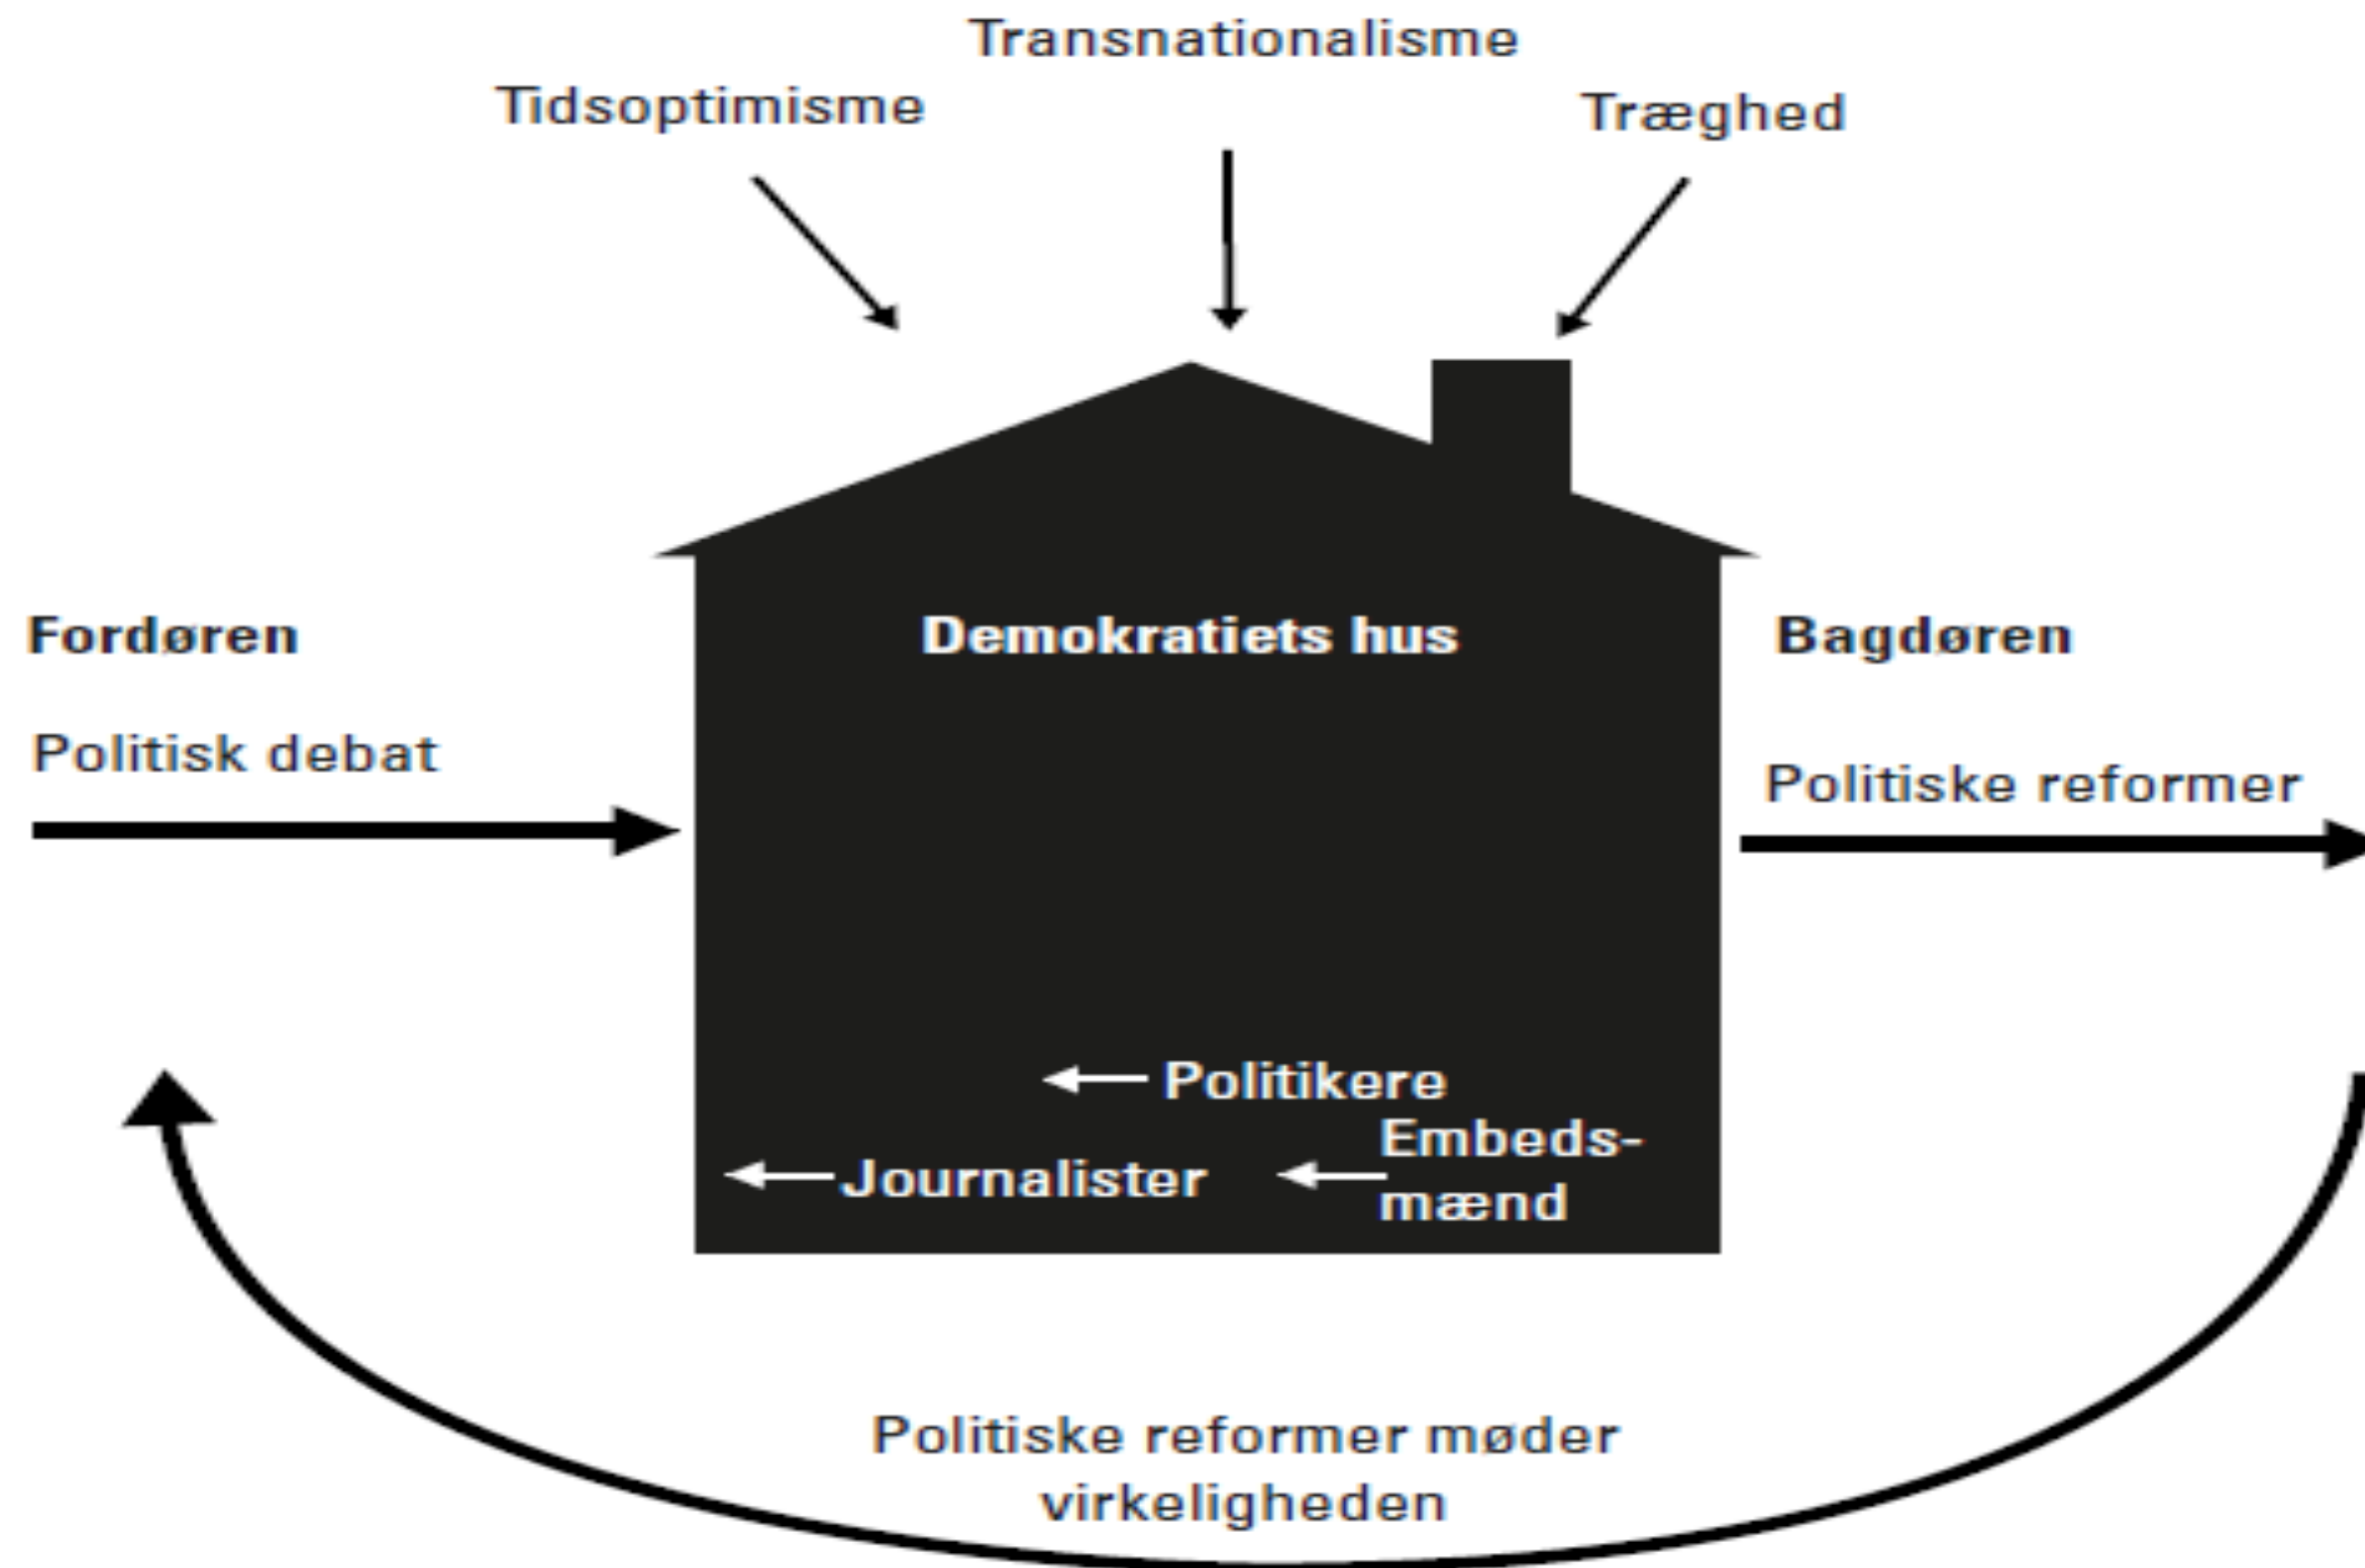 Transnationalisme
Tidsoptimisme
Træghed
Fordøren
Demokratiets hus
Bagdøren
Politisk debat
Politiske reformer
Politikere
Embeds-
mænd
Journalister
Politiske reformer møder
virkeligheden